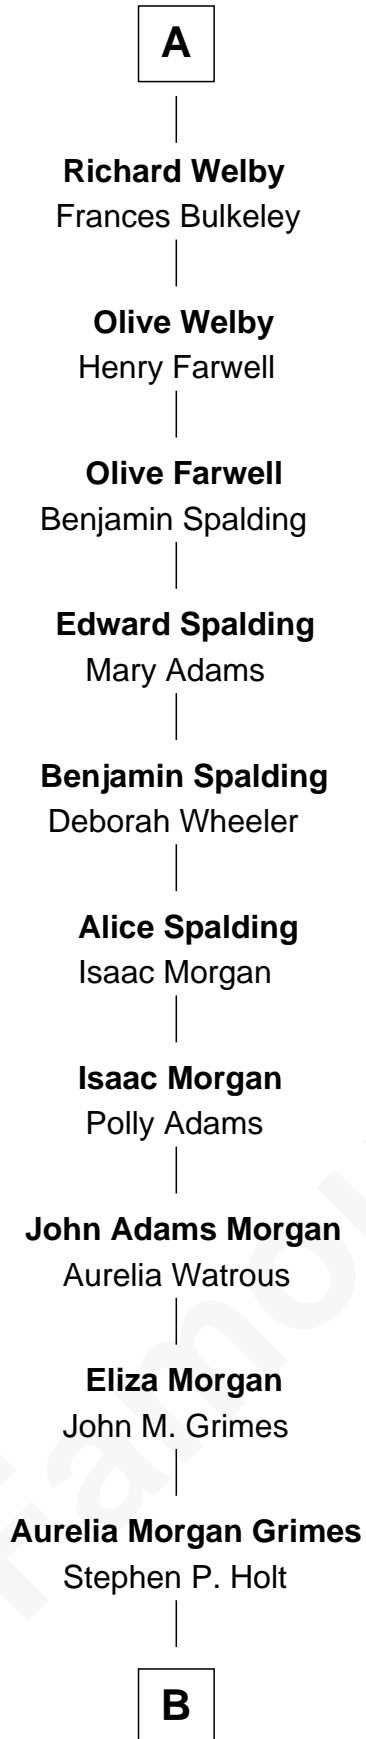 A
Richard Welby
Frances Bulkeley
Olive Welby
Henry Farwell
Olive Farwell
Benjamin Spalding
Edward Spalding
Mary Adams
Benjamin Spalding
Deborah Wheeler
Alice Spalding
Isaac Morgan
Isaac Morgan
Polly Adams
John Adams Morgan
Aurelia Watrous
Eliza Morgan
John M. Grimes
Aurelia Morgan Grimes
Stephen P. Holt
B